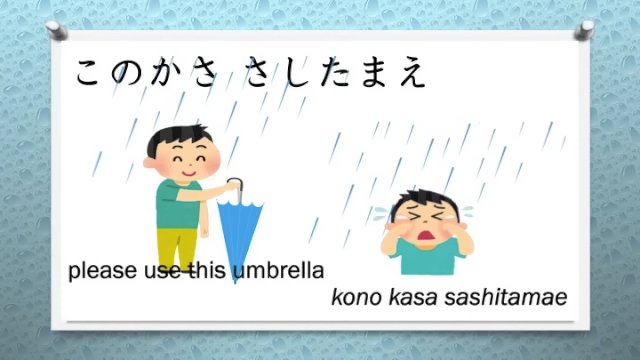 このかさ さしたまえ
please use this umbrella
kono kasa sashitamae